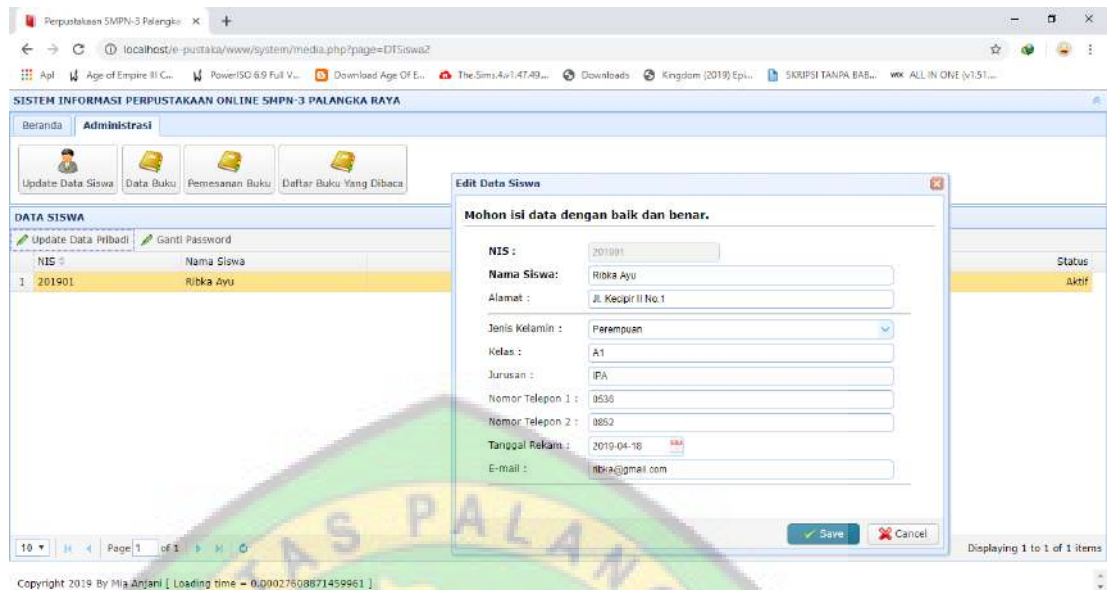 Perpustakaan SMPN-3 Palangka
localhost/e-pustaka/www/system/media.php?page=DTSiswa2
Apl Age of Empire III C... PowerISO 6.9 Full V... Download Age Of E... The.Sims.4.v1.47.49.... Downloads Kingdom (2019) Epi... SKRIPSI TANPA BAB... ALL IN ONE (v1.51....
SISTEM INFORMASI PERPUSTAKAAN ONLINE SMPN-3 PALANGKA RAYA
Beranda Administrasi
Update Data Siswa Data Buku Pemesanan Buku Daftar Buku Yang Dibaca
DATA SISWA
Update Data Pribadi Ganti Password
NIS Nama Siswa Status
1 201901 Ribka Ayu Aktif
Edit Data Siswa
Mohon isi data dengan baik dan benar.
NIS : 201901
Nama Siswa: Ribka Ayu
Alamat : Jl. Kecipir II No.1
Jenis Kelamin : Perempuan
Kelas : A1
Jurusan : IPA
Nomor Telepon 1 : 0536
Nomor Telepon 2 : 0852
Tanggal Rekam : 2019-04-18
E-mail : ribka@gmail.com
Save Cancel
10 Page 1 of 1 Displaying 1 to 1 of 1 items
AS PALA
Copyright 2019 By Mia Anjani [ Loading time = 0.00027608871459961 ]